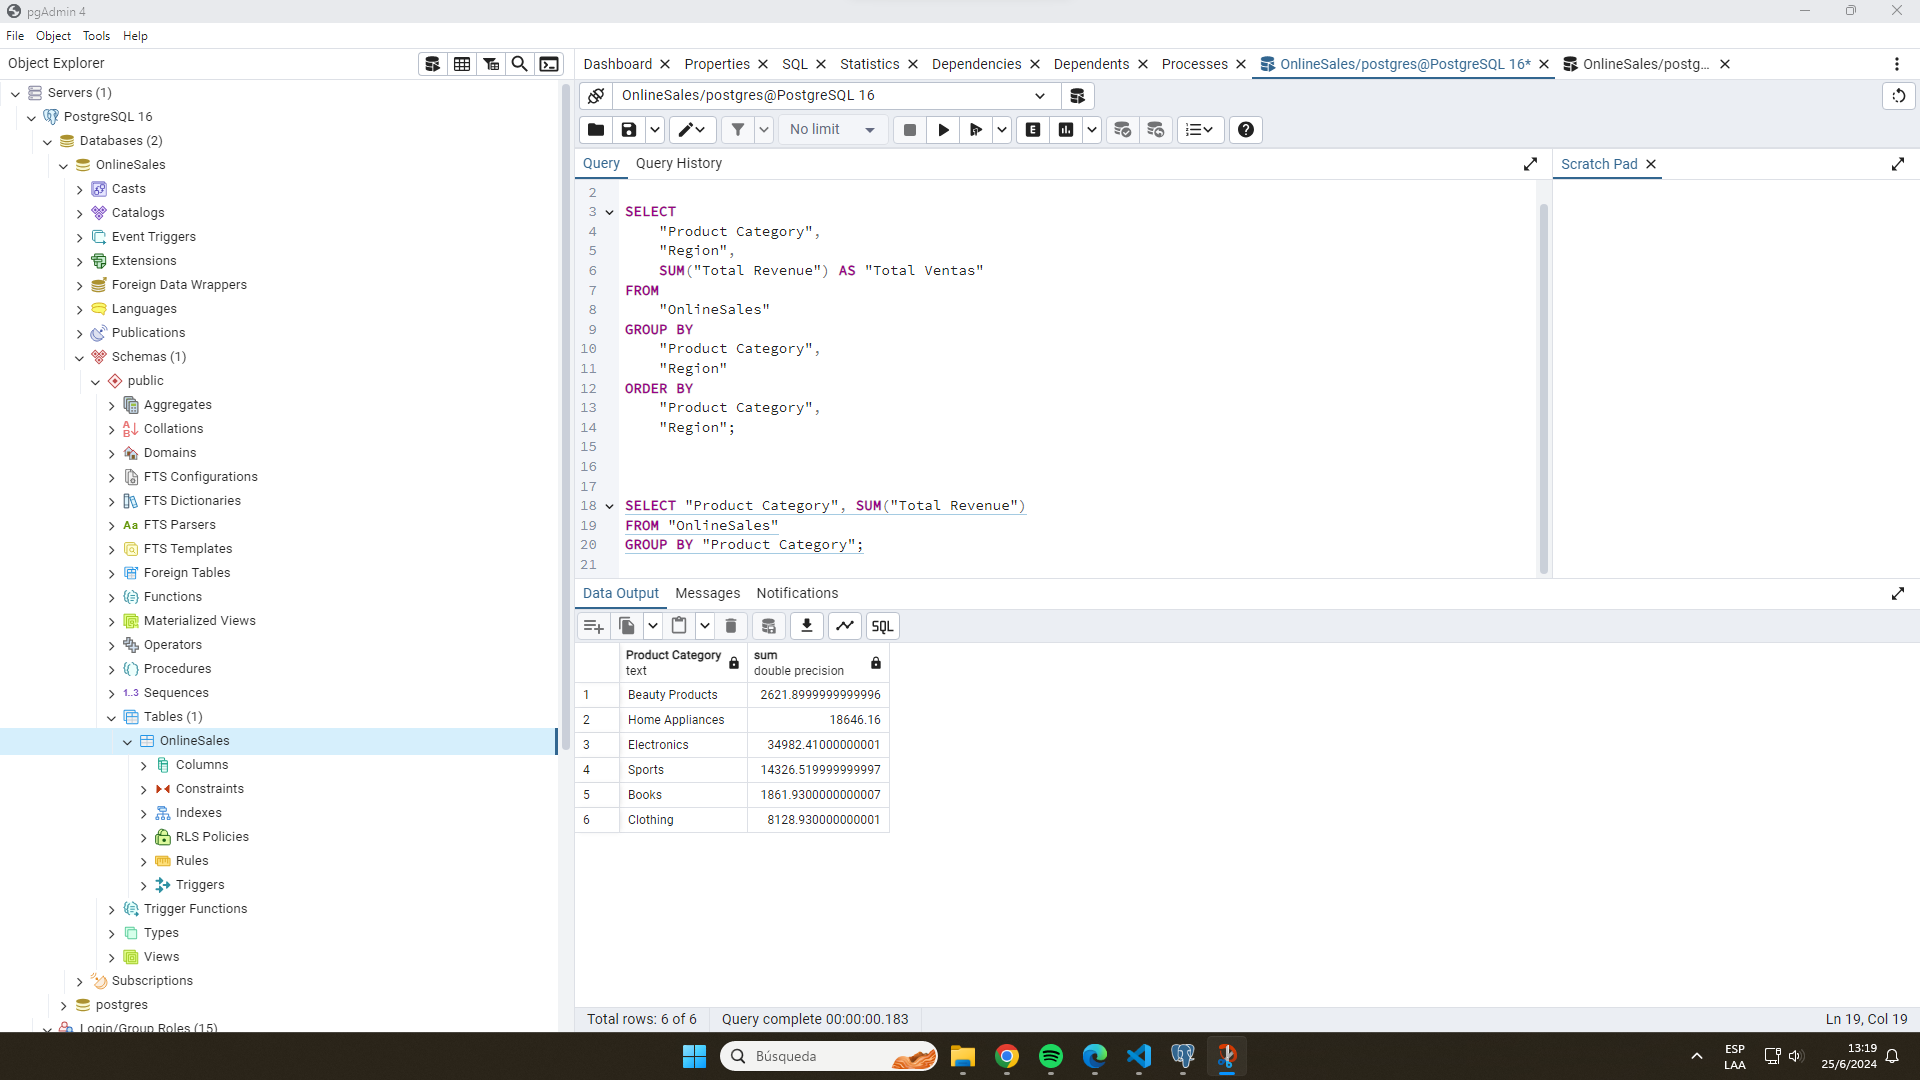 pgAdmin 4
File Object Tools Help
Object Explorer
Dashboard Properties SQL Statistics Dependencies Dependents Processes OnlineSales/postgres@PostgreSQL 16* OnlineSales/postg...
Servers (1)
PostgreSQL 16
Databases (2)
OnlineSales
Casts
Catalogs
Event Triggers
Extensions
Foreign Data Wrappers
Languages
Publications
Schemas (1)
public
Aggregates
Collations
Domains
FTS Configurations
FTS Dictionaries
Aa FTS Parsers
FTS Templates
Foreign Tables
Functions
Materialized Views
Operators
Procedures
1..3 Sequences
Tables (1)
OnlineSales
Columns
Constraints
Indexes
RLS Policies
Rules
Triggers
Trigger Functions
Types
Views
Subscriptions
postgres
Login/Group Roles (15)
OnlineSales/postgres@PostgreSQL 16
No limit
E
Query Query History
Scratch Pad
2
3 SELECT
4 "Product Category",
5 "Region",
6 SUM("Total Revenue") AS "Total Ventas"
7 FROM
8 "OnlineSales"
9 GROUP BY
10 "Product Category",
11 "Region"
12 ORDER BY
13 "Product Category",
14 "Region";
15
16
17
18 SELECT "Product Category", SUM("Total Revenue")
19 FROM "OnlineSales"
20 GROUP BY "Product Category";
21
Data Output Messages Notifications
SQL
Product Category sum
text double precision
1 Beauty Products 2621.8999999999996
2 Home Appliances 18646.16
3 Electronics 34982.41000000001
4 Sports 14326.519999999997
5 Books 1861.9300000000007
6 Clothing 8128.930000000001
Total rows: 6 of 6 Query complete 00:00:00.183 Ln 19, Col 19
Búsqueda
ESP
LAA
13:19
25/6/2024